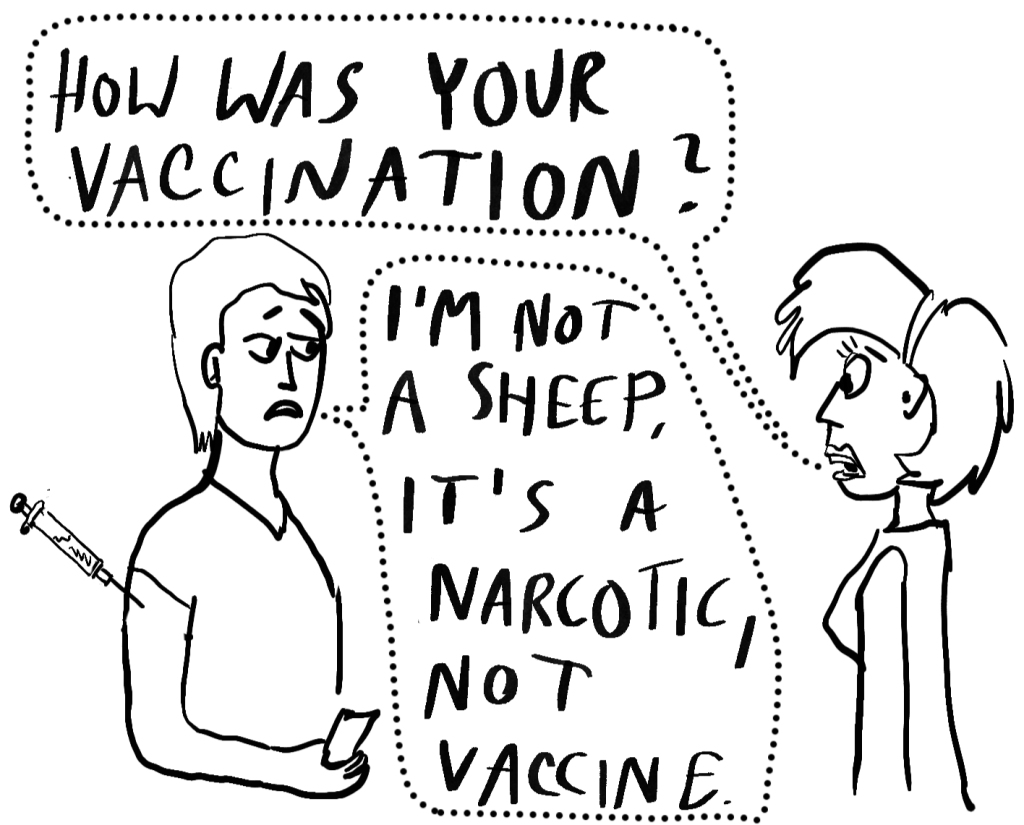 HOW WAS YOUR
VACCINATION?
I'M NOT
A SHEEP,
IT'S A
NARCOTIC,
NOT
VACCINE.